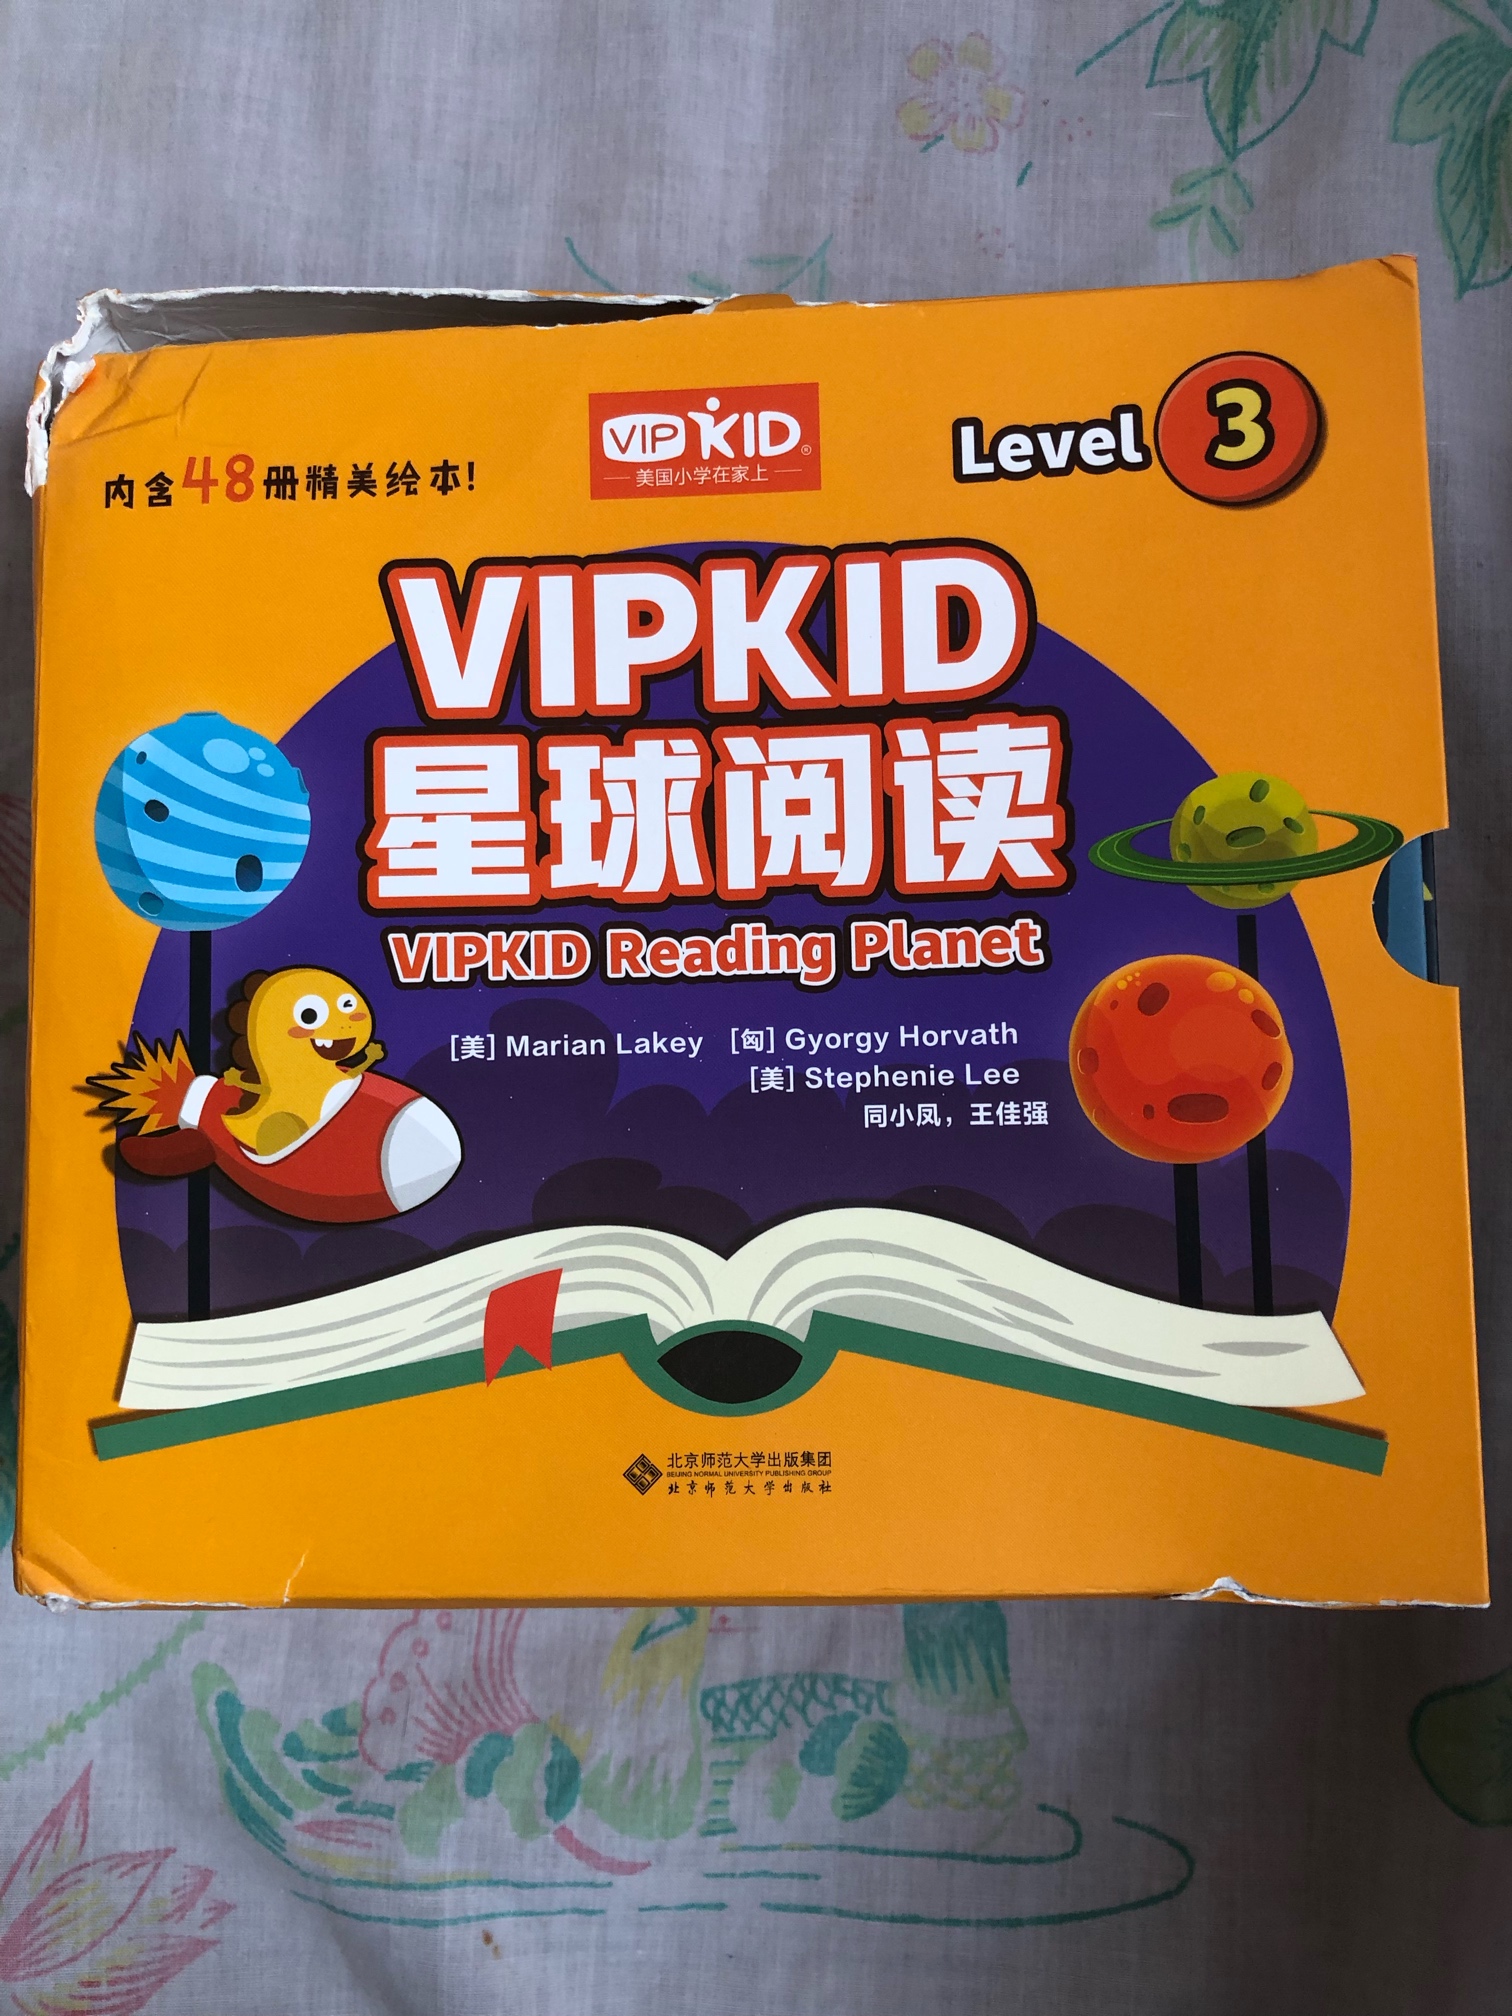 内含48册精美绘本!
VIPKID®
美国小学在家上
Level 3
VIPKID
星球阅读
VIPKID Reading Planet
[美] Marian Lakey [匈] Gyorgy Horvath
[美] Stephenie Lee
同小凤，王佳强
北京师范大学出版集团
BEIJING NORMAL UNIVERSITY PUBLISHING GROUP
北京师范大学出版社